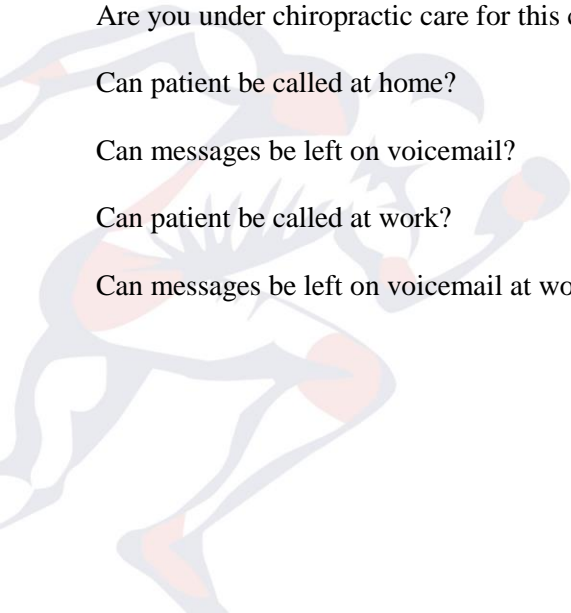 Are you under chiropractic care for this
Can patient be called at home?
Can messages be left on voicemail?
Can patient be called at work?
Can messages be left on voicemail at